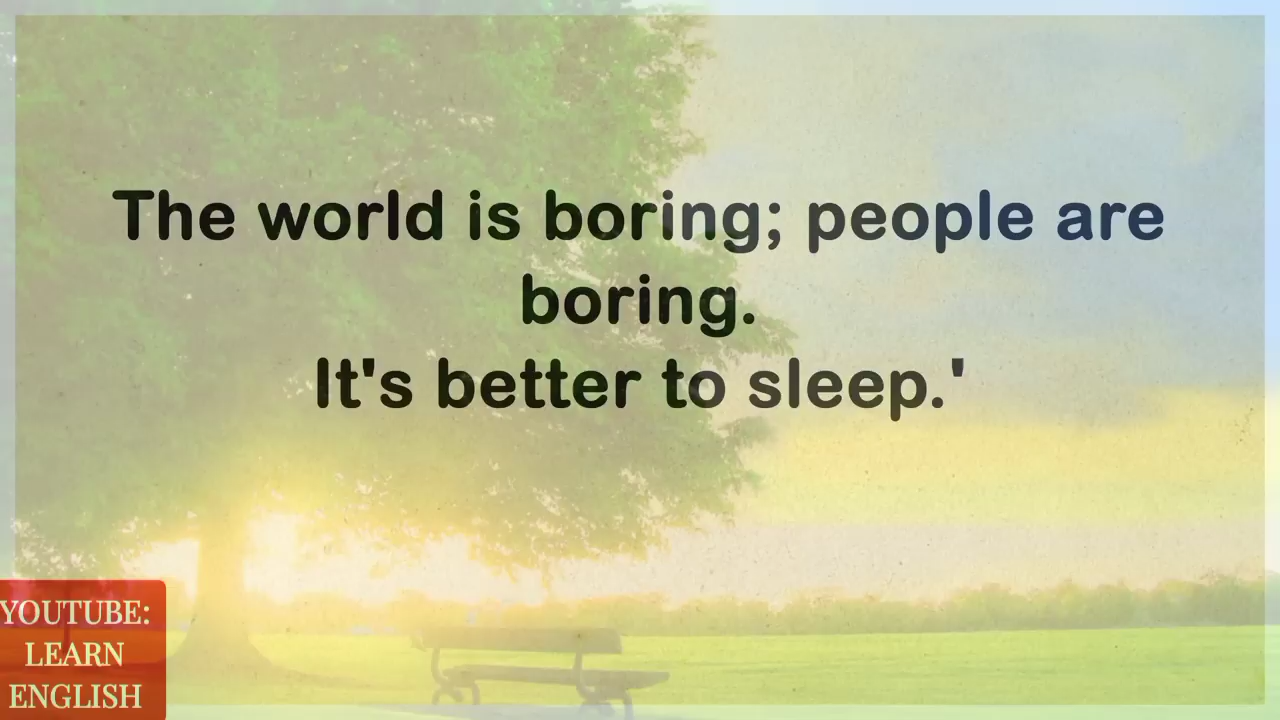 The world is boring; people are
boring.
It's better to sleep.'
YOUTUBE:
LEARN
ENGLISH